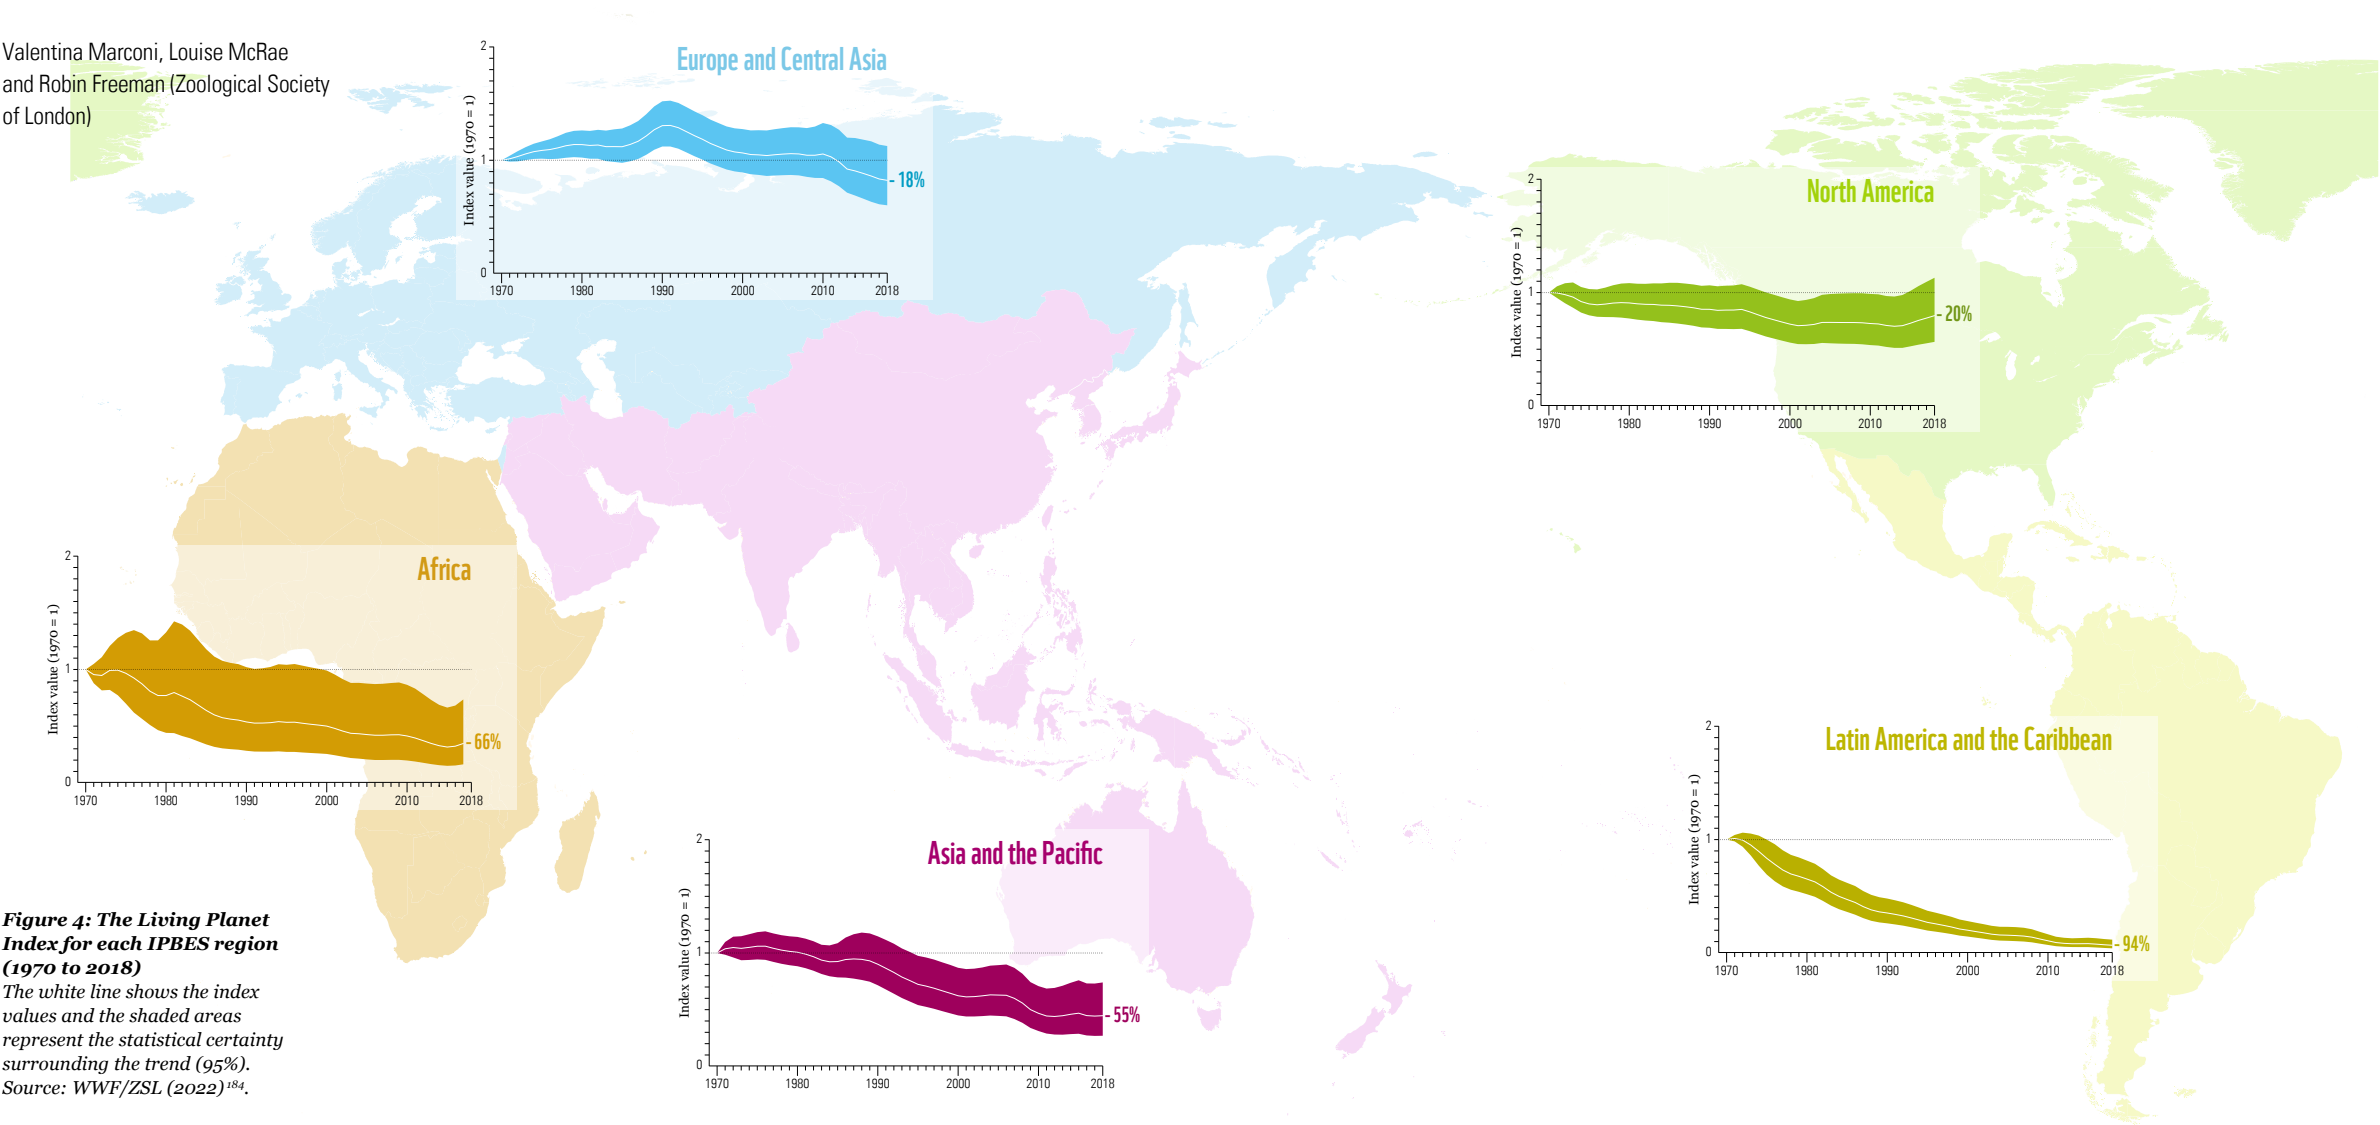 Valentina Marconi, Louise McRae
and Robin Freeman (Zoological Society
of London)
Europe and Central Asia
Index value (1970 = 1)
2
1
0
- 18%
1970 1980 1990 2000 2010 2018
North America
Index value (1970 = 1)
2
1
0
- 20%
1970 1980 1990 2000 2010 2018
Africa
Index value (1970 = 1)
2
1
0
- 66%
1970 1980 1990 2000 2010 2018
Latin America and the Caribbean
Index value (1970 = 1)
2
1
0
- 94%
1970 1980 1990 2000 2010 2018
Asia and the Pacific
Index value (1970 = 1)
2
1
0
- 55%
1970 1980 1990 2000 2010 2018
Figure 4: The Living Planet
Index for each IPBES region
(1970 to 2018)
The white line shows the index
values and the shaded areas
represent the statistical certainty
surrounding the trend (95%).
Source: WWF/ZSL (2022)¹⁸⁴.